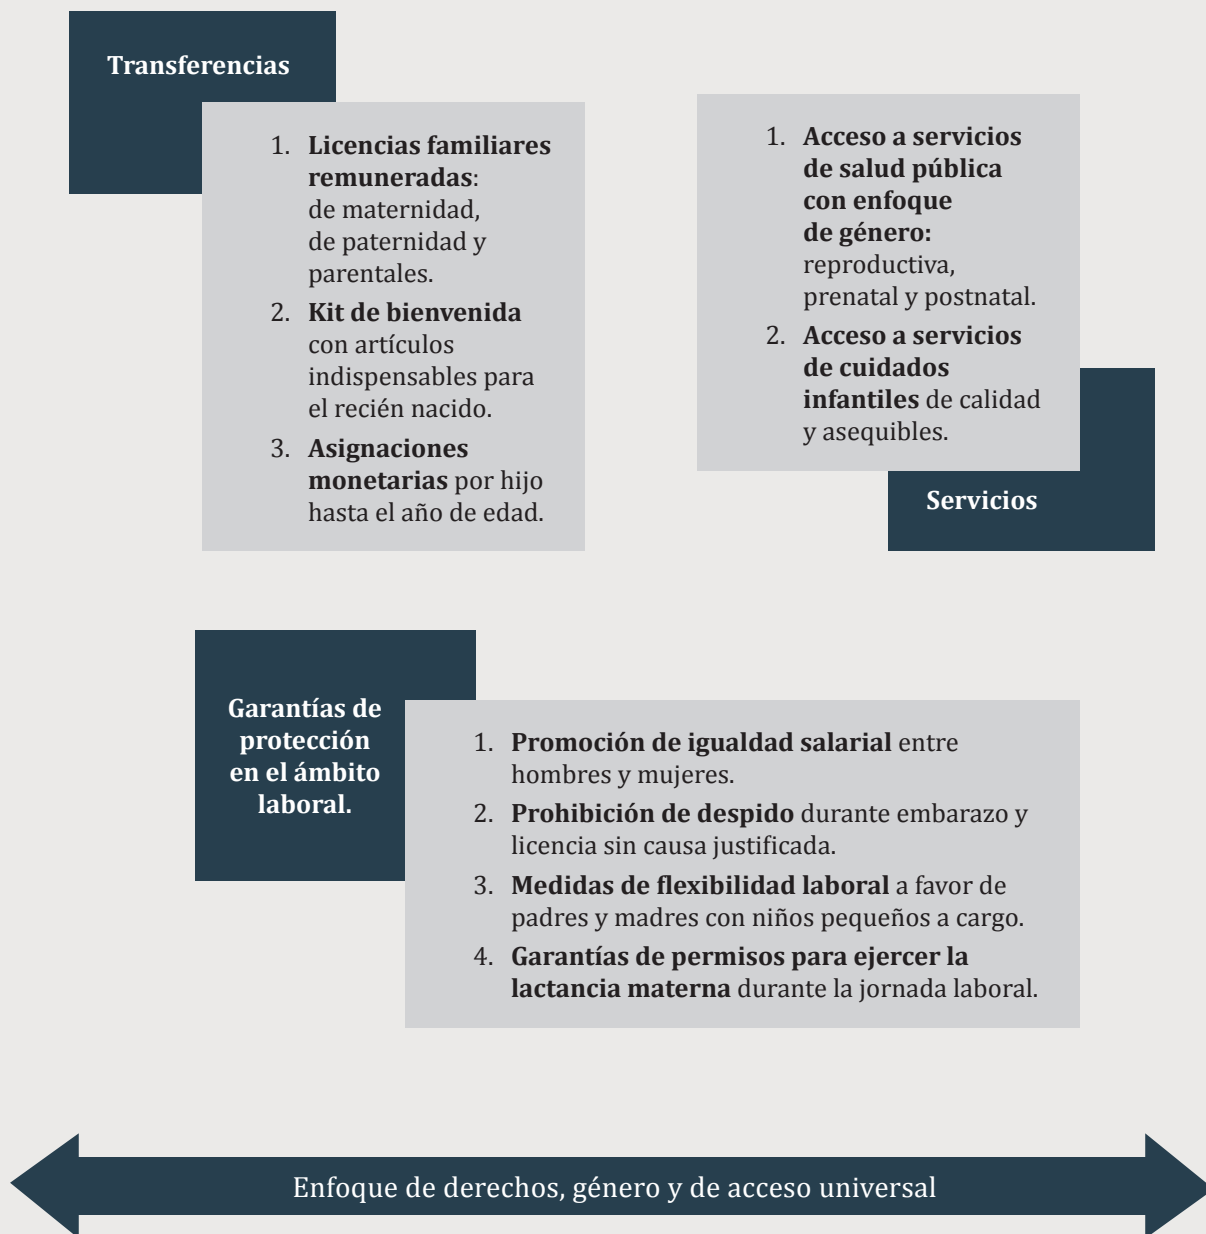 Transferencias
1. Licencias familiares
remuneradas:
de maternidad,
de paternidad y
parentales.
2. Kit de bienvenida
con artículos
indispensables para
el recién nacido.
3. Asignaciones
monetarias por hijo
hasta el año de edad.
1. Acceso a servicios
de salud pública
con enfoque
de género:
reproductiva,
prenatal y postnatal.
2. Acceso a servicios
de cuidados
infantiles de calidad
y asequibles.
Servicios
Garantías de
protección
en el ámbito
laboral.
1. Promoción de igualdad salarial entre
hombres y mujeres.
2. Prohibición de despido durante embarazo y
licencia sin causa justificada.
3. Medidas de flexibilidad laboral a favor de
padres y madres con niños pequeños a cargo.
4. Garantías de permisos para ejercer la
lactancia materna durante la jornada laboral.
Enfoque de derechos, género y de acceso universal